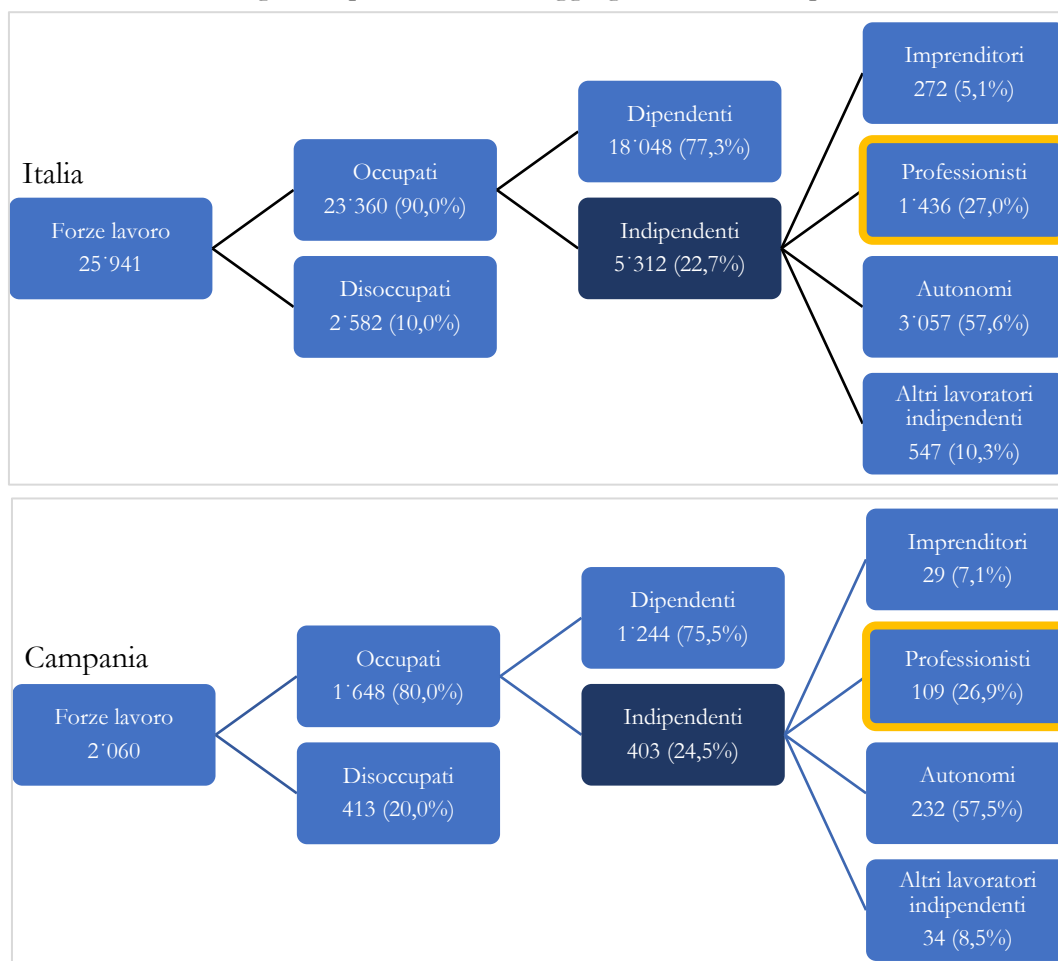 Italia
Forze lavoro
25˙941
Occupati
23˙360 (90,0%)
Disoccupati
2˙582 (10,0%)
Dipendenti
18˙048 (77,3%)
Indipendenti
5˙312 (22,7%)
Imprenditori
272 (5,1%)
Professionisti
1˙436 (27,0%)
Autonomi
3˙057 (57,6%)
Altri lavoratori
indipendenti
547 (10,3%)
Campania
Forze lavoro
2˙060
Occupati
1˙648 (80,0%)
Disoccupati
413 (20,0%)
Dipendenti
1˙244 (75,5%)
Indipendenti
403 (24,5%)
Imprenditori
29 (7,1%)
Professionisti
109 (26,9%)
Autonomi
232 (57,5%)
Altri lavoratori
indipendenti
34 (8,5%)